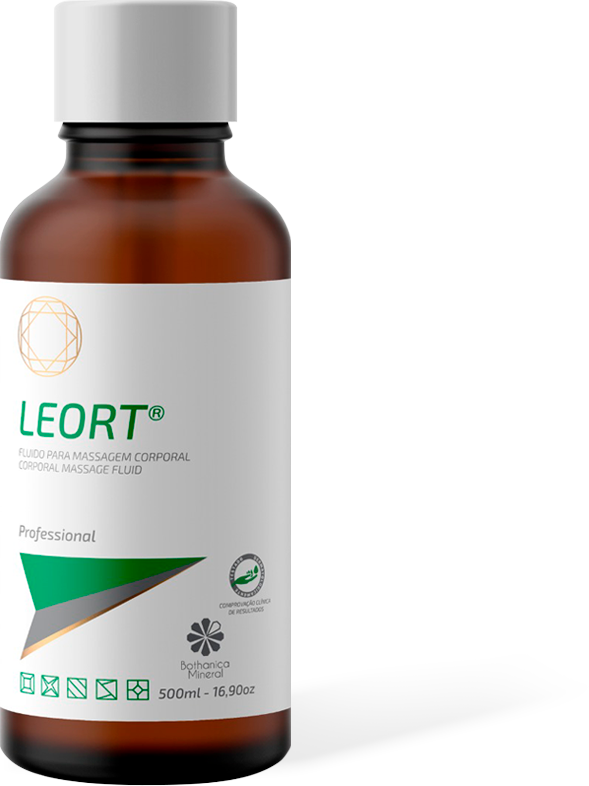 LEORT®
FLUIDO PARA MASSAGEM CORPORAL
CORPORAL MASSAGE FLUID
Professional
COMPROVAÇÃO CLÍNICA
DE RESULTADOS
Bothanica
Mineral
500ml - 16,90oz